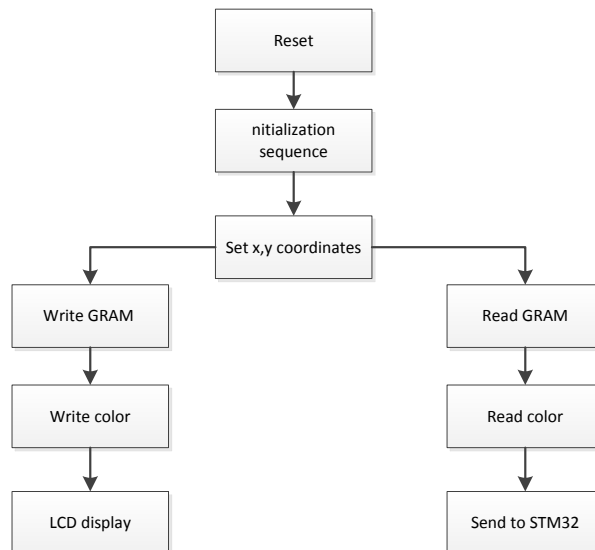 Reset
nitialization
sequence
Set x,y coordinates
Write GRAM
Read GRAM
Write color
Read color
LCD display
Send to STM32